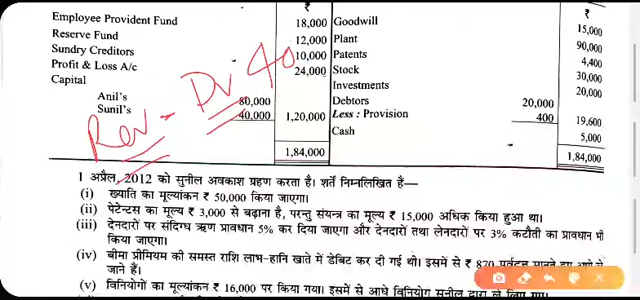 ₹ ₹
Employee Provident Fund 18,000 Goodwill 15,000
Reserve Fund 12,000 Plant 90,000
Sundry Creditors 10,000 Patents 4,400
Profit & Loss A/c 24,000 Stock 30,000
Capital Investments 20,000
Anil's 80,000 Debtors 20,000
Sunil's 40,000 1,20,000 Less : Provision 400 19,600
Cash 5,000
1,84,000 1,84,000
Rev - Dr 40
1 अप्रैल, 2012 को सुनील अवकाश ग्रहण करता है। शर्तें निम्नलिखित हैं—
(i) ख्याति का मूल्यांकन ₹ 50,000 किया जाएगा।
(ii) पेटेन्ट्स का मूल्य ₹ 3,000 से बढ़ाना है, परन्तु संयन्त्र का मूल्य ₹ 15,000 अधिक किया हुआ था।
(iii) देनदारों पर संदिग्ध ऋण प्रावधान 5% कर दिया जाएगा और देनदारों तथा लेनदारों पर 3% कटौती का प्रावधान भी
किया जाएगा।
(iv) बीमा प्रीमियम की समस्त राशि लाभ-हानि खाते में डेबिट कर दी गई थी। इसमें से ₹ 870
जाने हैं।
(v) विनियोगों का मूल्यांकन ₹ 16,000 पर किया गया। इसमें से आधे विनियोग सुनील द्वारा ले लिए गए।